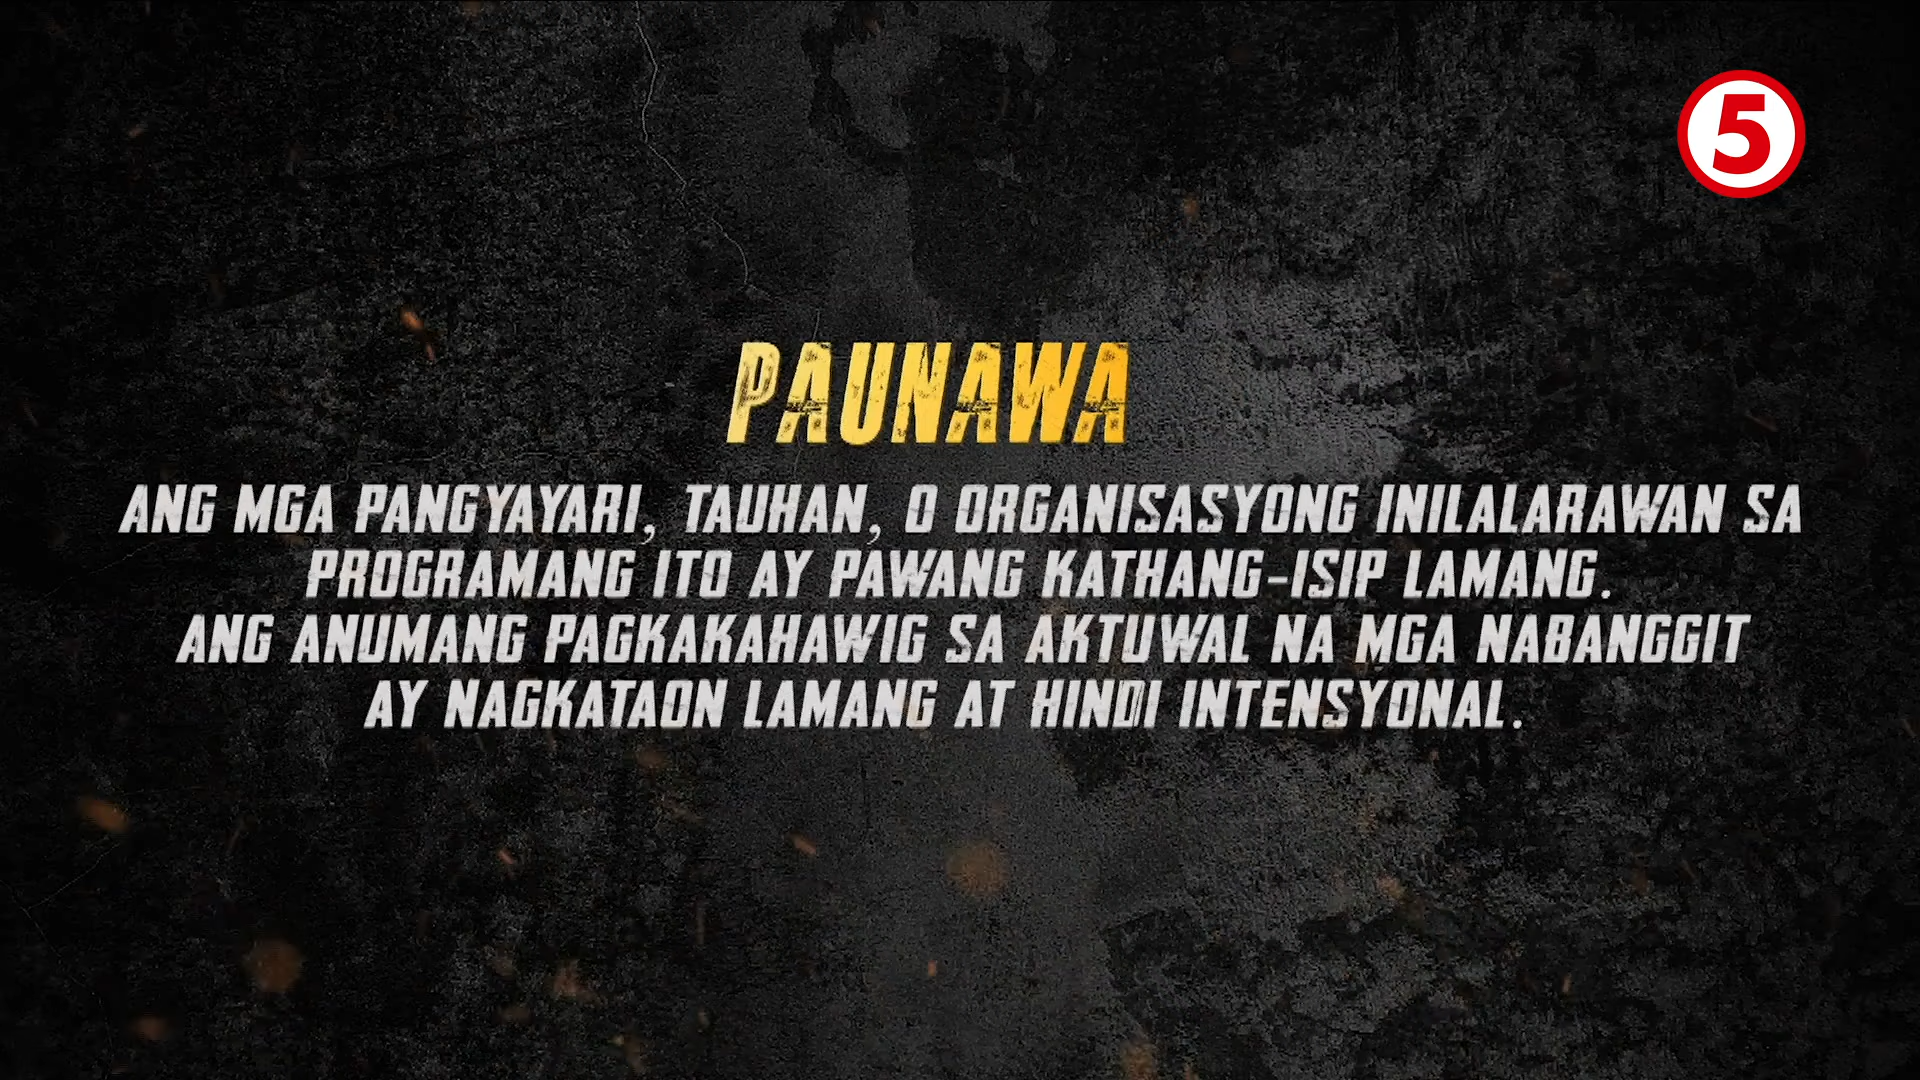 5
PAUNAWA
ANG MGA PANGYAYARI, TAUHAN, O ORGANISASYONG INILALARAWAN SA
PROGRAMANG ITO AY PAWANG KATHANG-ISIP LAMANG.
ANG ANUMANG PAGKAKAHAWIG SA AKTUWAL NA MGA NABANGGIT
AY NAGKATAON LAMANG AT HINDI INTENSYONAL.